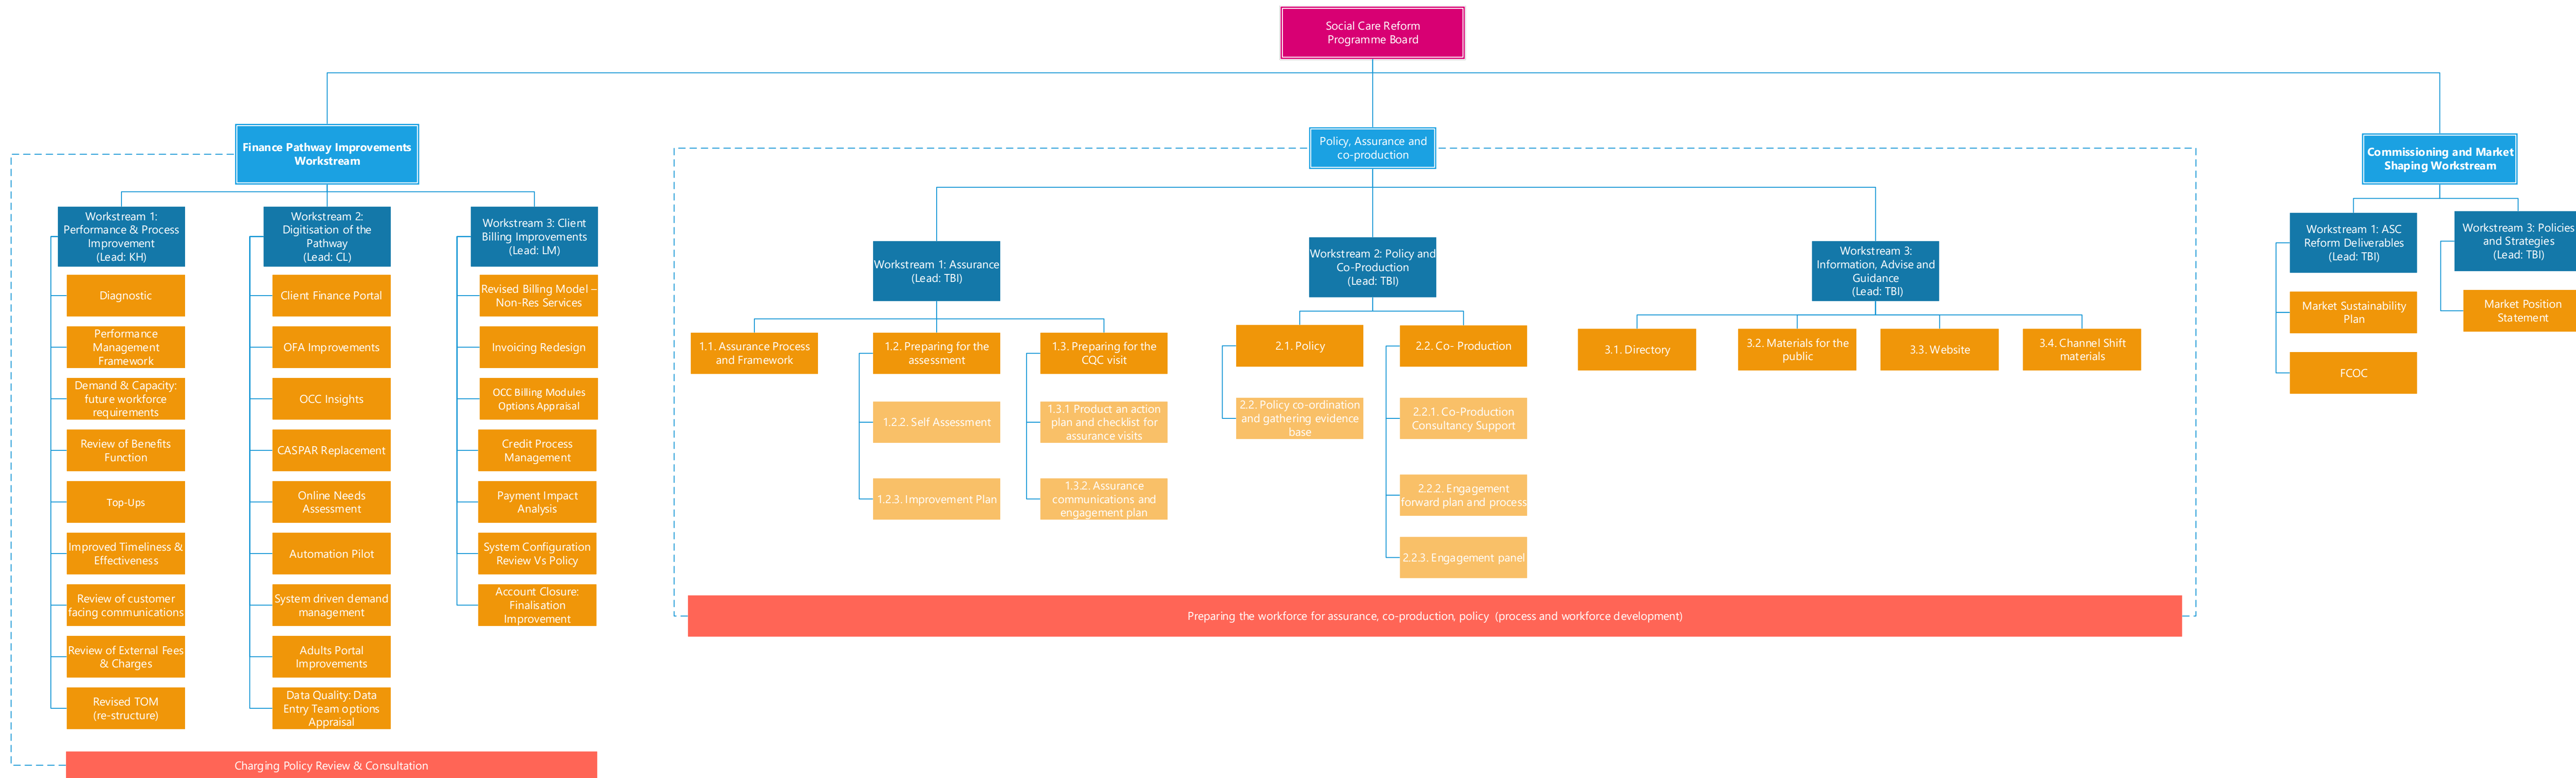 Social Care Reform
Programme Board
Finance Pathway Improvements
Workstream
Policy, Assurance and
co-production
Commissioning and Market
Shaping Workstream
Workstream 1:
Performance & Process
Improvement
(Lead: KH)
Diagnostic
Performance
Management
Framework
Demand & Capacity:
future workforce
requirements
Review of Benefits
Function
Top-Ups
Improved Timeliness &
Effectiveness
Review of customer
facing communications
Review of External Fees
& Charges
Revised TOM
(re-structure)
Workstream 2:
Digitisation of the
Pathway
(Lead: CL)
Client Finance Portal
OFA Improvements
OCC Insights
CASPAR Replacement
Online Needs
Assessment
Automation Pilot
System driven demand
management
Adults Portal
Improvements
Data Quality: Data
Entry Team options
Appraisal
Workstream 3: Client
Billing Improvements
(Lead: LM)
Revised Billing Model –
Non-Res Services
Invoicing Redesign
OCC Billing Modules
Options Appraisal
Credit Process
Management
Payment Impact
Analysis
System Configuration
Review Vs Policy
Account Closure:
Finalisation
Improvement
Charging Policy Review & Consultation
Workstream 1: Assurance
(Lead: TBI)
1.1. Assurance Process
and Framework
1.2. Preparing for the
assessment
1.2.2. Self Assessment
1.2.3. Improvement Plan
1.3. Preparing for the
CQC visit
1.3.1 Product an action
plan and checklist for
assurance visits
1.3.2. Assurance
communications and
engagement plan
Workstream 2: Policy and
Co-Production
(Lead: TBI)
2.1. Policy
2.2. Policy co-ordination
and gathering evidence
base
2.2. Co- Production
2.2.1. Co-Production
Consultancy Support
2.2.2. Engagement
forward plan and process
2.2.3. Engagement panel
Workstream 3:
Information, Advise and
Guidance
(Lead: TBI)
3.1. Directory
3.2. Materials for the
public
3.3. Website
3.4. Channel Shift
materials
Preparing the workforce for assurance, co-production, policy (process and workforce development)
Workstream 1: ASC
Reform Deliverables
(Lead: TBI)
Market Sustainability
Plan
FCOC
Workstream 3: Policies
and Strategies
(Lead: TBI)
Market Position
Statement